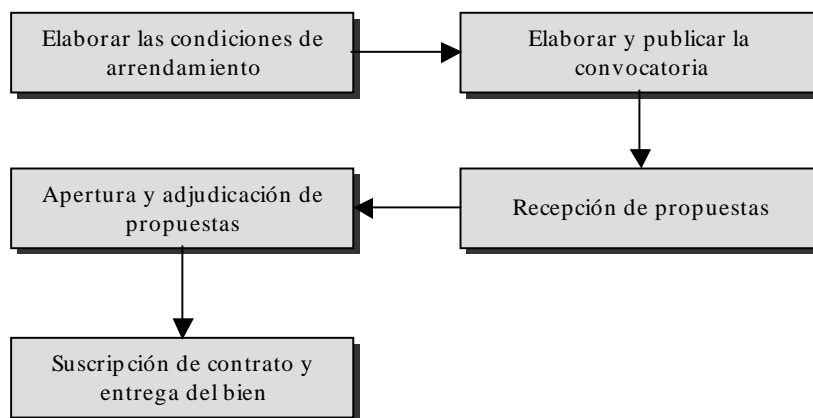 Elaborar las condiciones de
arrendamiento
Elaborar y publicar la
convocatoria
Recepción de propuestas
Apertura y adjudicación de
propuestas
Suscripción de contrato y
entrega del bien